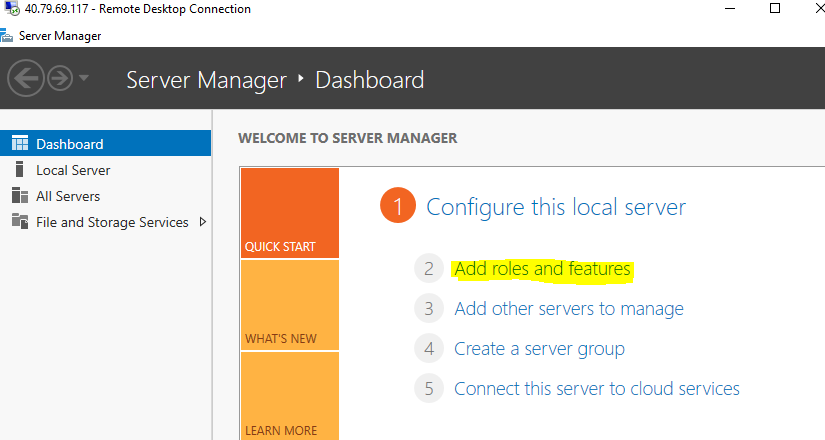 40.79.69.117 - Remote Desktop Connection
Server Manager
Server Manager ‣ Dashboard
Dashboard
Local Server
All Servers
File and Storage Services
WELCOME TO SERVER MANAGER
QUICK START
WHAT'S NEW
LEARN MORE
1 Configure this local server
2 Add roles and features
3 Add other servers to manage
4 Create a server group
5 Connect this server to cloud services